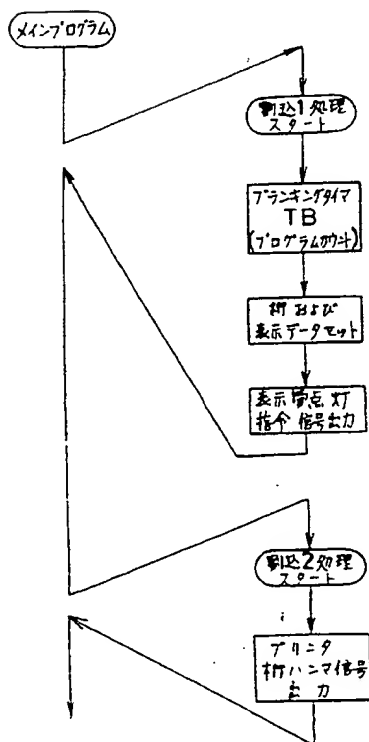 メインプログラム
割込1処理
スタート
ブランキングタイマ
TB
(プログラムカウント)
桁および
表示データセット
表示管点灯
指令信号出力
割込2処理
スタート
プリンタ
桁ハンマ信号
出力